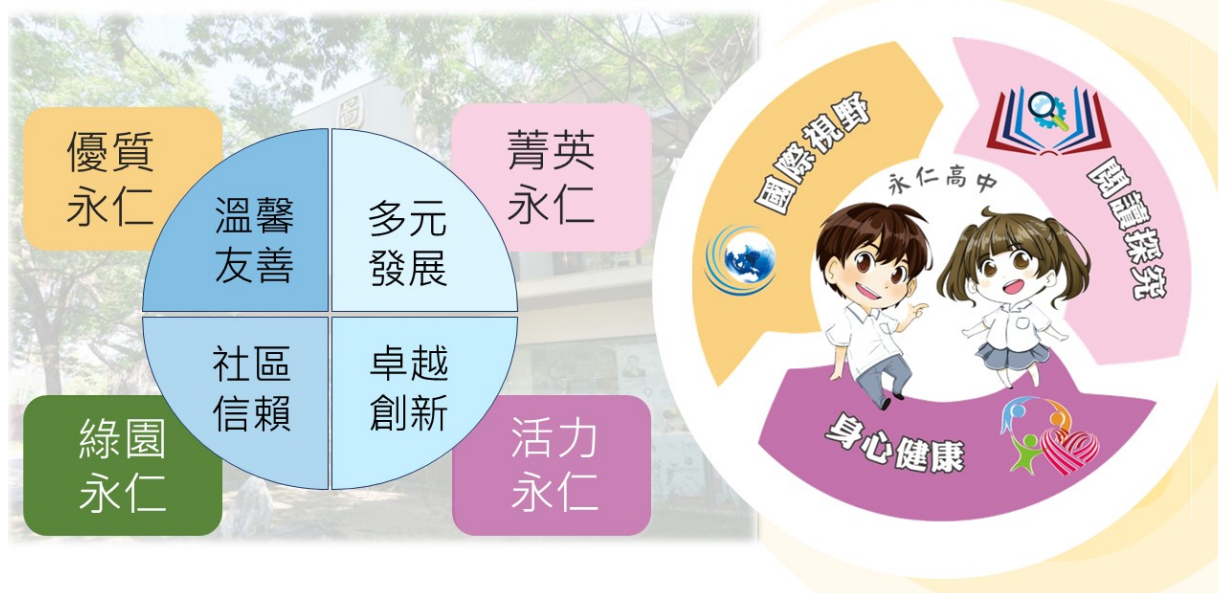 優質
永仁
菁英
永仁
溫馨
友善
多元
發展
社區
信賴
卓越
創新
綠園
永仁
活力
永仁
國際視野
閱讀探究
永仁高中
身心健康